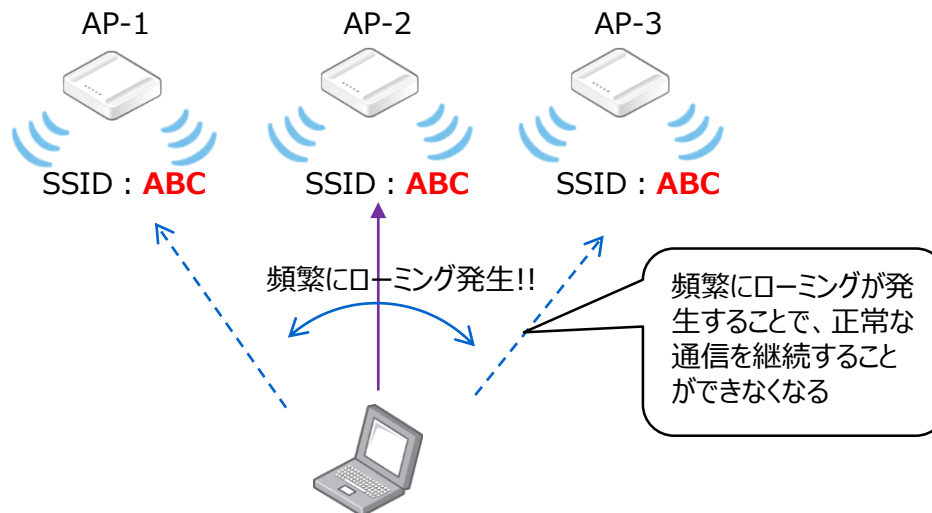 AP-1
AP-2
AP-3
SSID：ABC
SSID：ABC
SSID：ABC
頻繁にローミング発生!!
頻繁にローミングが発
生することで、正常な
通信を継続すること
ができなくなる